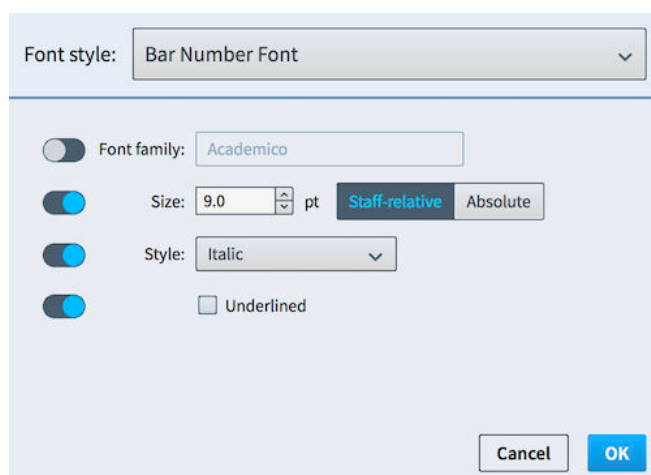 Font style: Bar Number Font
Font family: Academico
Size: 9.0 pt Staff-relative Absolute
Style: Italic
Underlined
Cancel OK